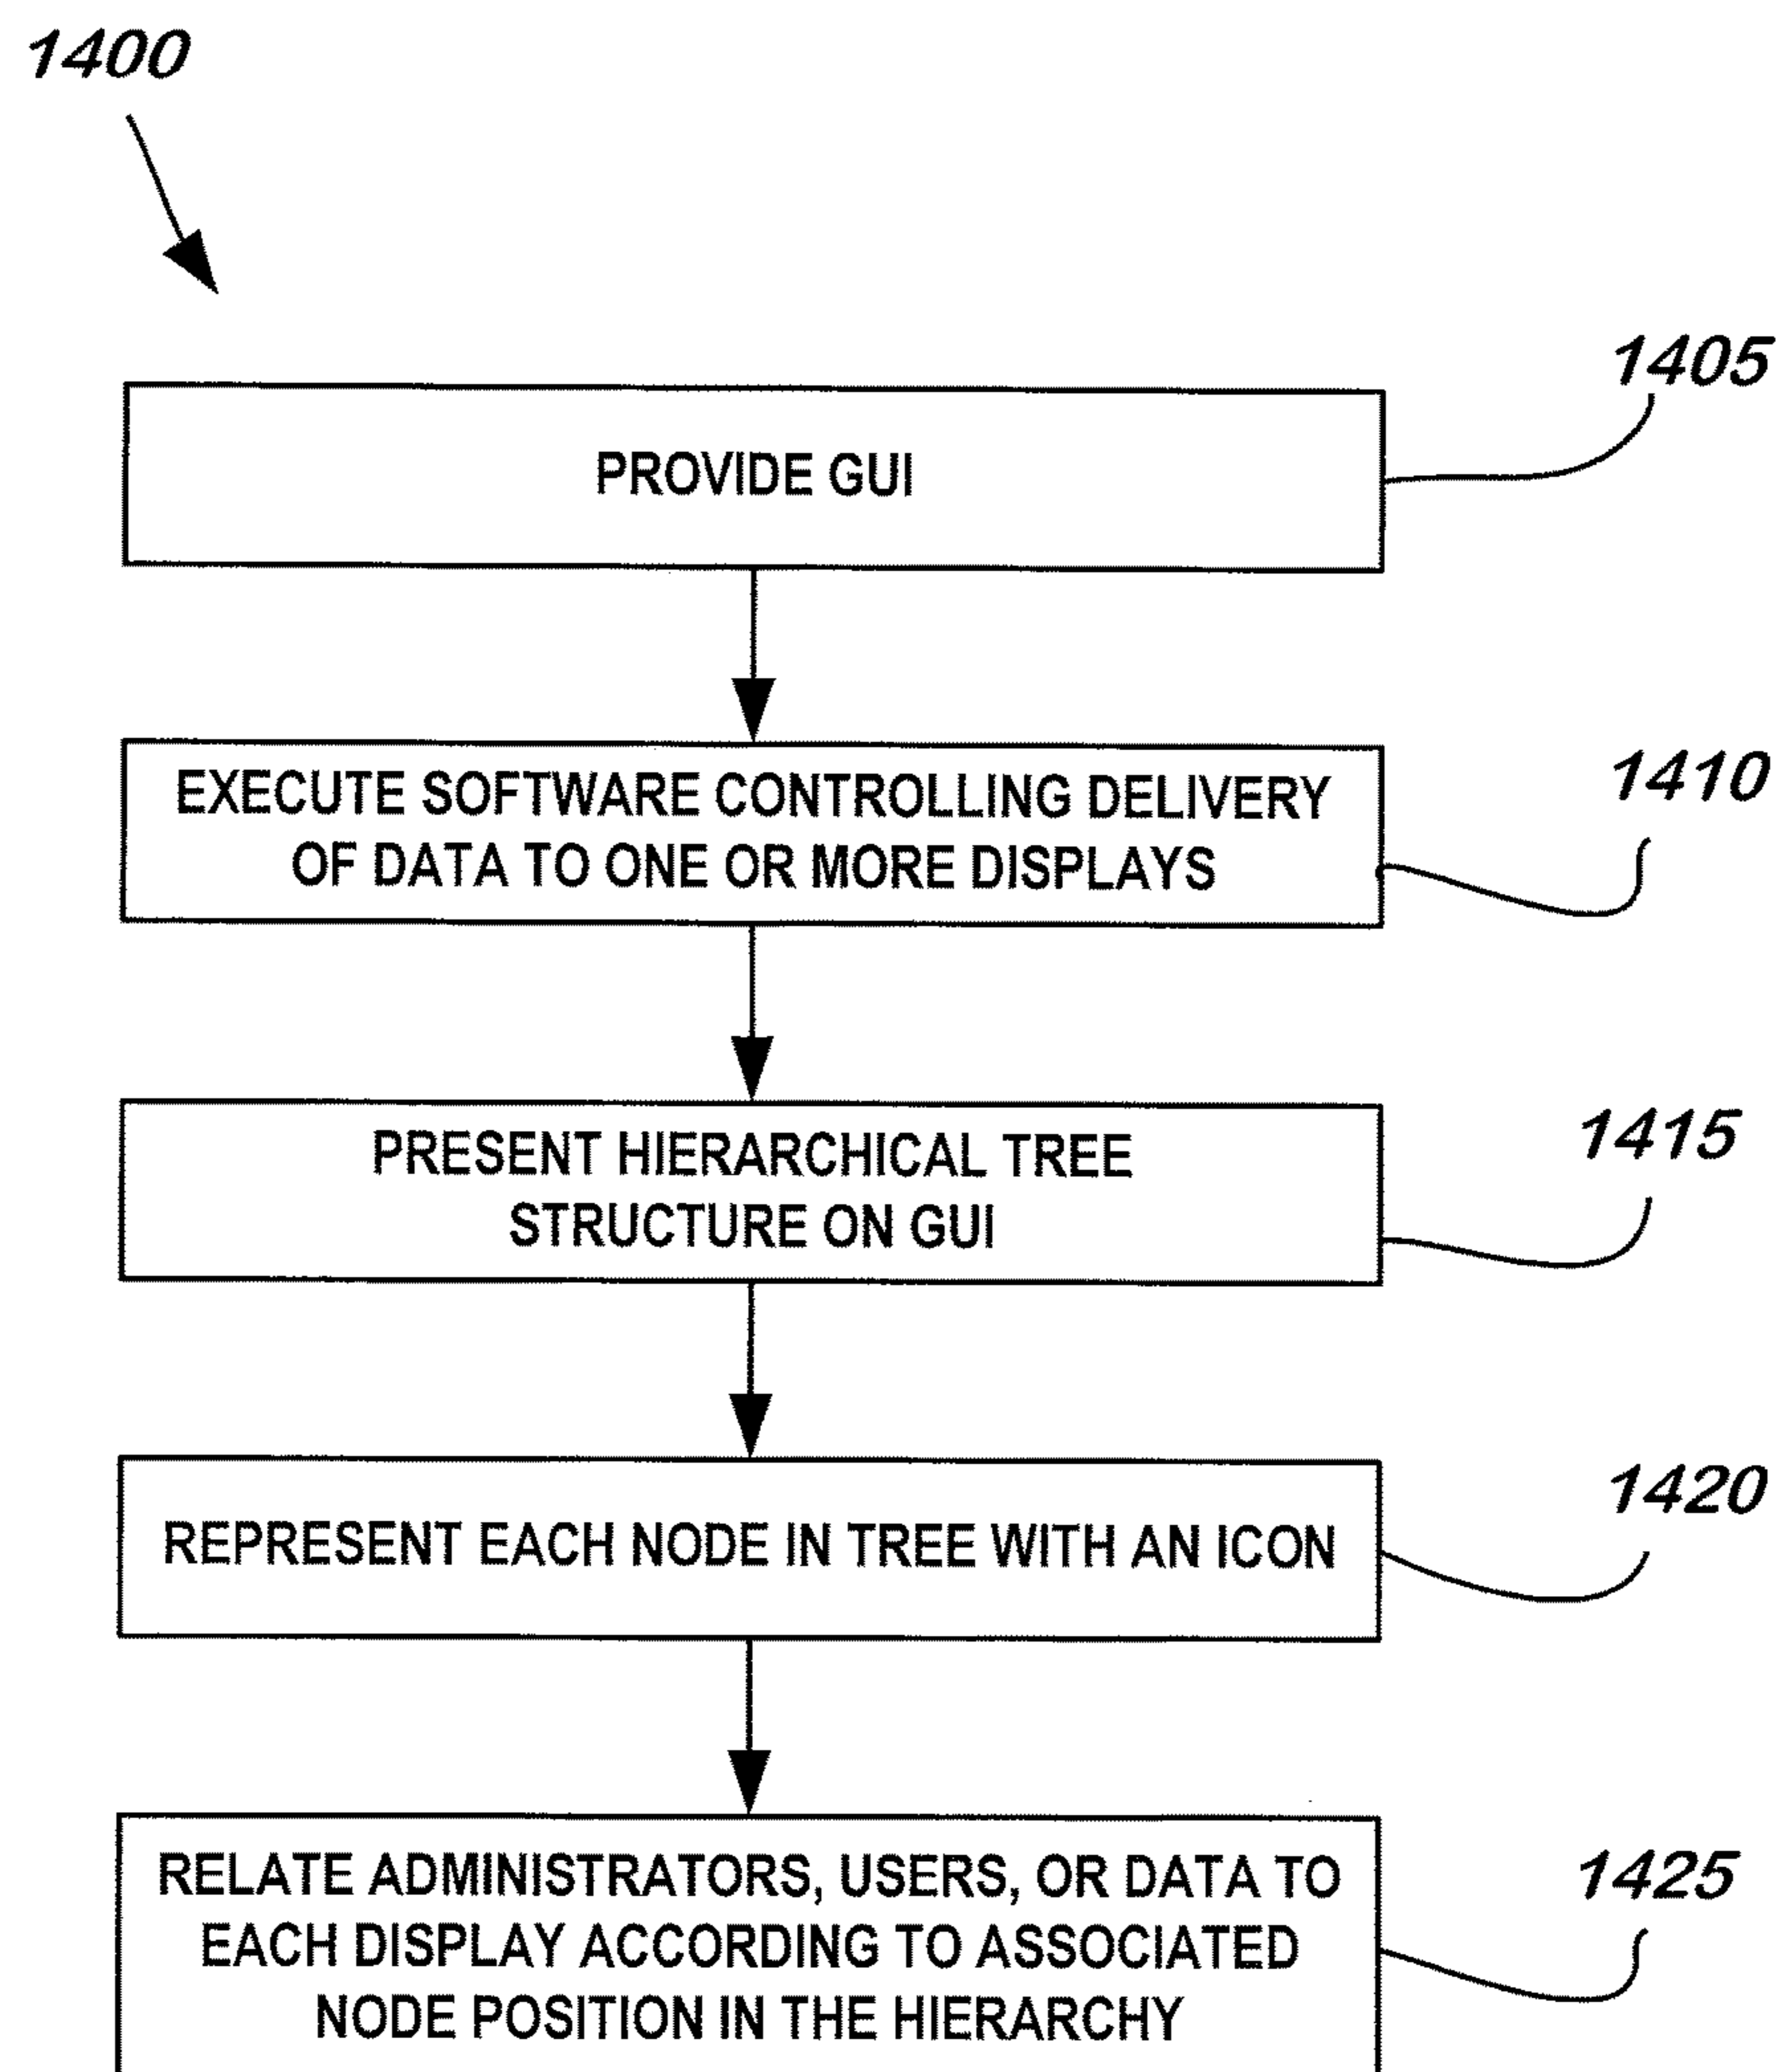 1400
1405
PROVIDE GUI
1410
EXECUTE SOFTWARE CONTROLLING DELIVERY
OF DATA TO ONE OR MORE DISPLAYS
1415
PRESENT HIERARCHICAL TREE
STRUCTURE ON GUI
1420
REPRESENT EACH NODE IN TREE WITH AN ICON
1425
RELATE ADMINISTRATORS, USERS, OR DATA TO
EACH DISPLAY ACCORDING TO ASSOCIATED
NODE POSITION IN THE HIERARCHY